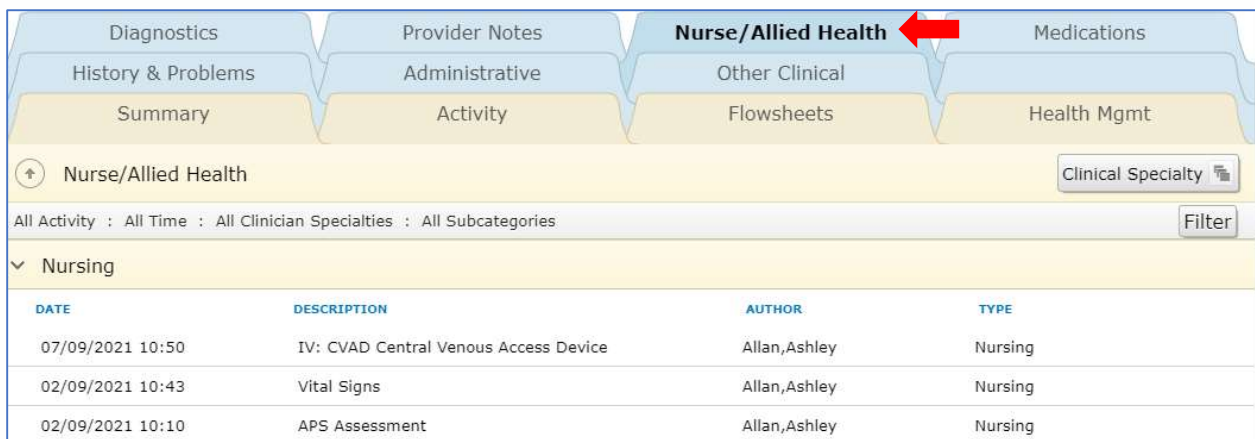 Diagnostics Provider Notes Nurse/Allied Health Medications
History & Problems Administrative Other Clinical
Summary Activity Flowsheets Health Mgmt
Nurse/Allied Health Clinical Specialty
All Activity : All Time : All Clinician Specialties : All Subcategories Filter
Nursing
DATE DESCRIPTION AUTHOR TYPE
07/09/2021 10:50 IV: CVAD Central Venous Access Device Allan,Ashley Nursing
02/09/2021 10:43 Vital Signs Allan,Ashley Nursing
02/09/2021 10:10 APS Assessment Allan,Ashley Nursing